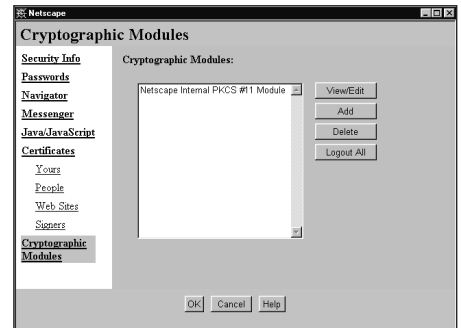 Netscape
Cryptographic Modules
Security Info
Passwords
Navigator
Messenger
Java/JavaScript
Certificates
Yours
People
Web Sites
Signers
Cryptographic
Modules
Cryptographic Modules:
Netscape Internal PKCS #11 Module
View/Edit
Add
Delete
Logout All
OK
Cancel
Help